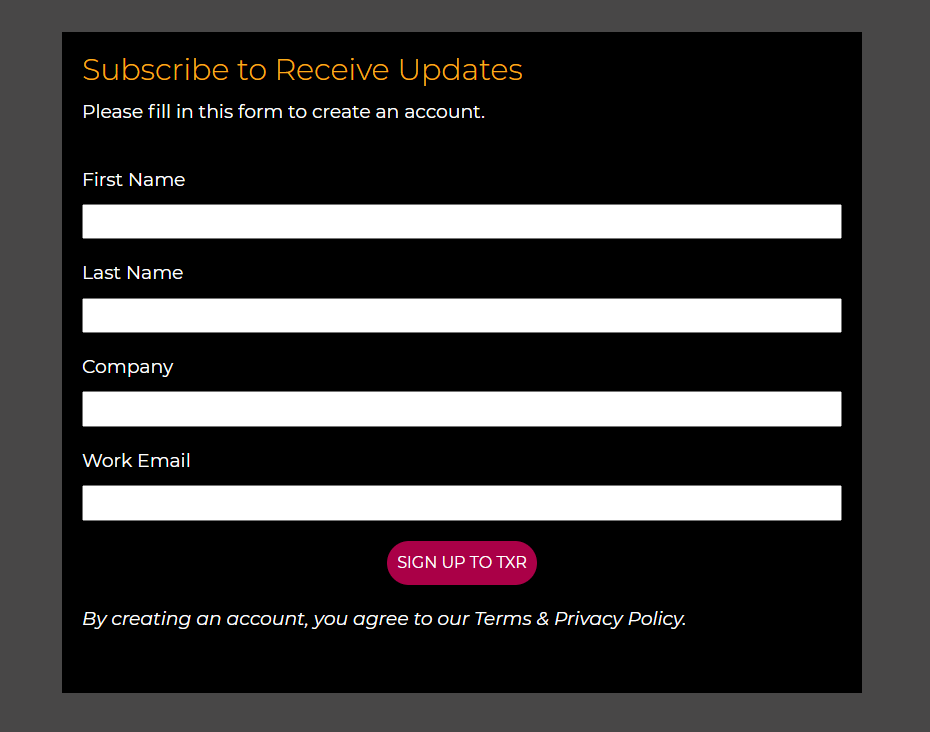 Subscribe to Receive Updates
Please fill in this form to create an account.
First Name
Last Name
Company
Work Email
SIGN UP TO TXR
By creating an account, you agree to our Terms & Privacy Policy.